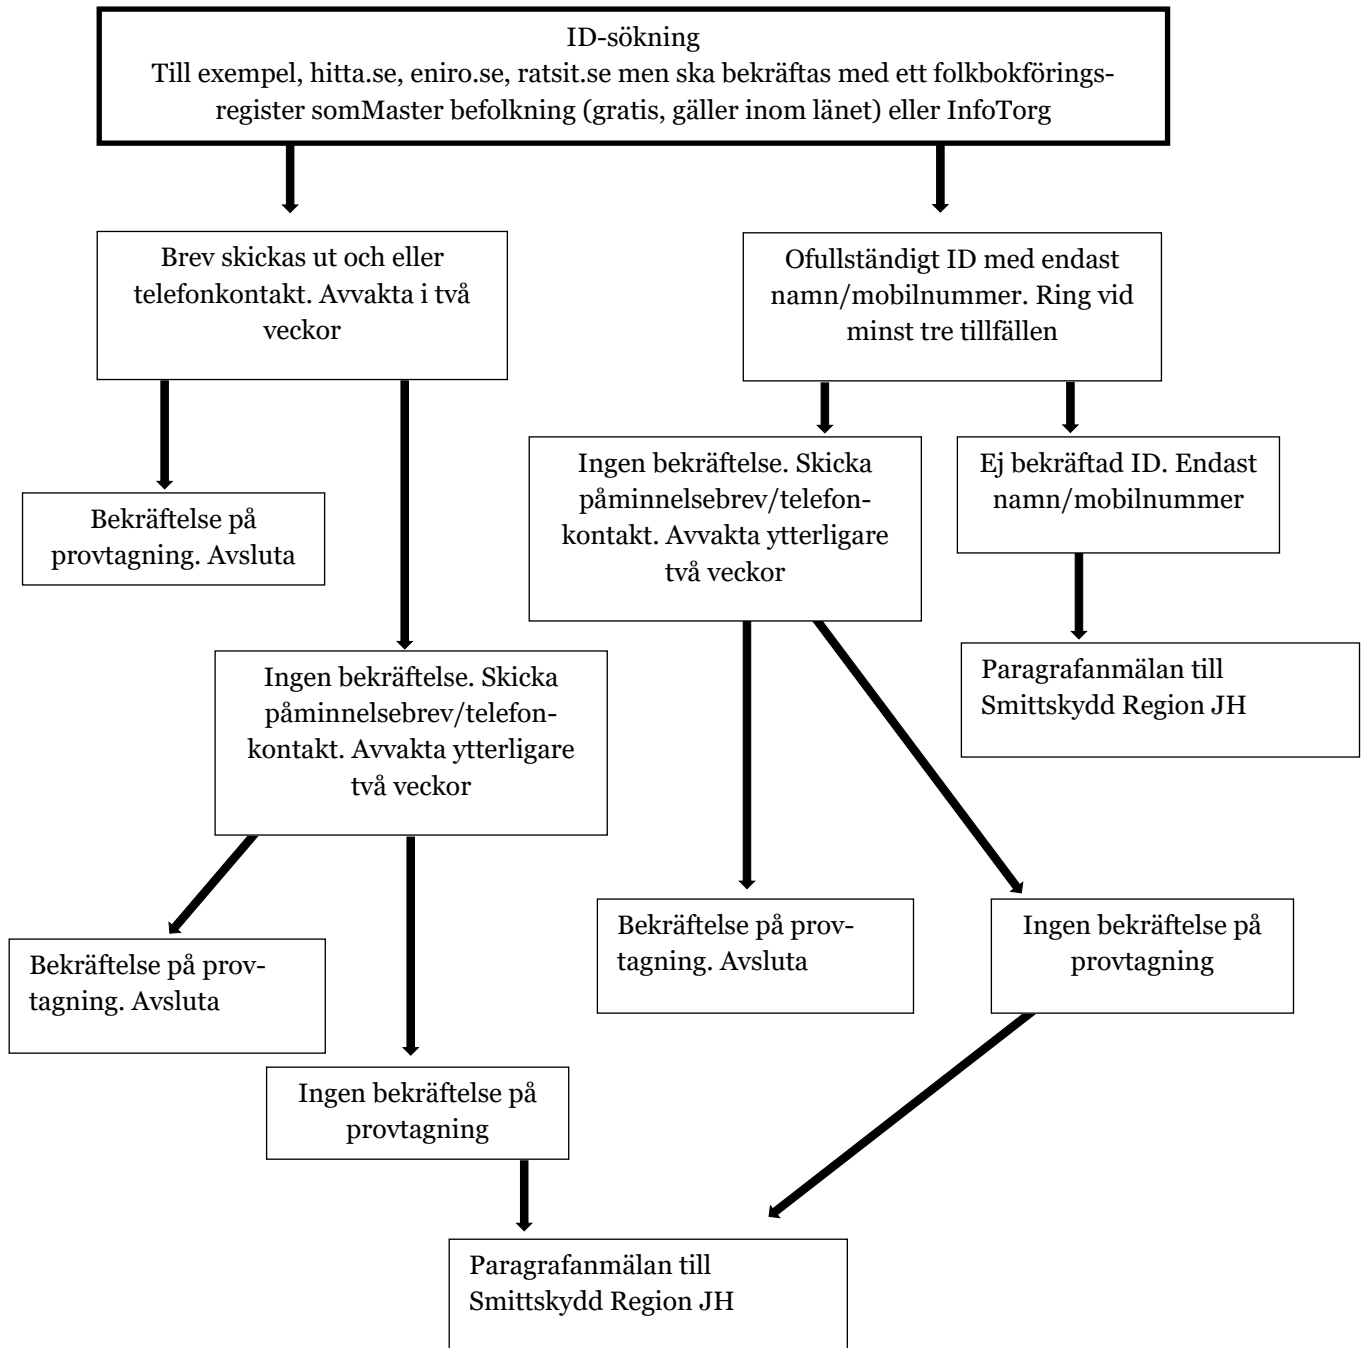 ID-sökning
Till exempel, hitta.se, eniro.se, ratsit.se men ska bekräftas med ett folkbokförings-
register somMaster befolkning (gratis, gäller inom länet) eller InfoTorg
Brev skickas ut och eller
telefonkontakt. Avvakta i två
veckor
Ofullständigt ID med endast
namn/mobilnummer. Ring vid
minst tre tillfällen
Bekräftelse på
provtagning. Avsluta
Ingen bekräftelse. Skicka
påminnelsebrev/telefon-
kontakt. Avvakta ytterligare
två veckor
Ej bekräftad ID. Endast
namn/mobilnummer
Paragrafanmälan till
Smittskydd Region JH
Ingen bekräftelse. Skicka
påminnelsebrev/telefon-
kontakt. Avvakta ytterligare
två veckor
Bekräftelse på prov-
tagning. Avsluta
Bekräftelse på prov-
tagning. Avsluta
Ingen bekräftelse på
provtagning
Ingen bekräftelse på
provtagning
Paragrafanmälan till
Smittskydd Region JH